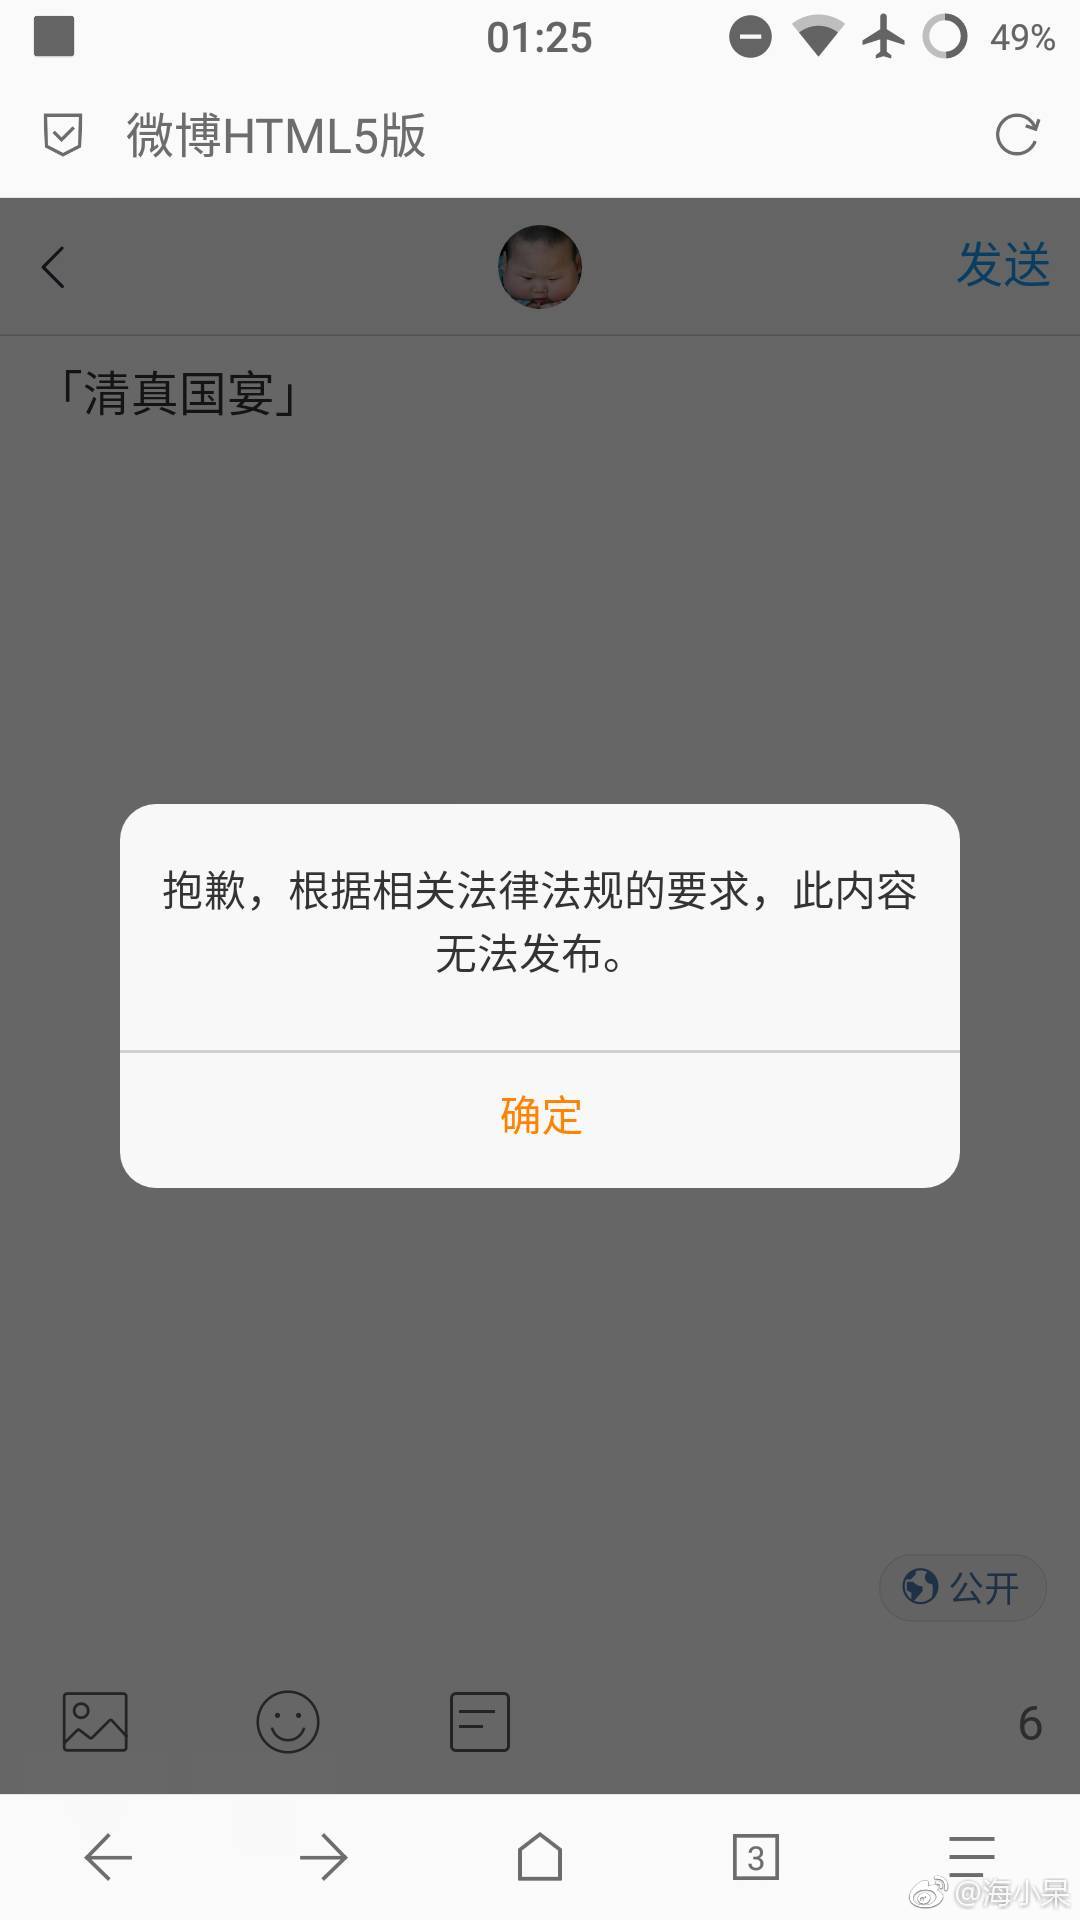 01:25
49%
微博HTML5版
发送
「清真国宴」
抱歉，根据相关法律法规的要求，此内容
无法发布。
确定
公开
6
3
@海小呆